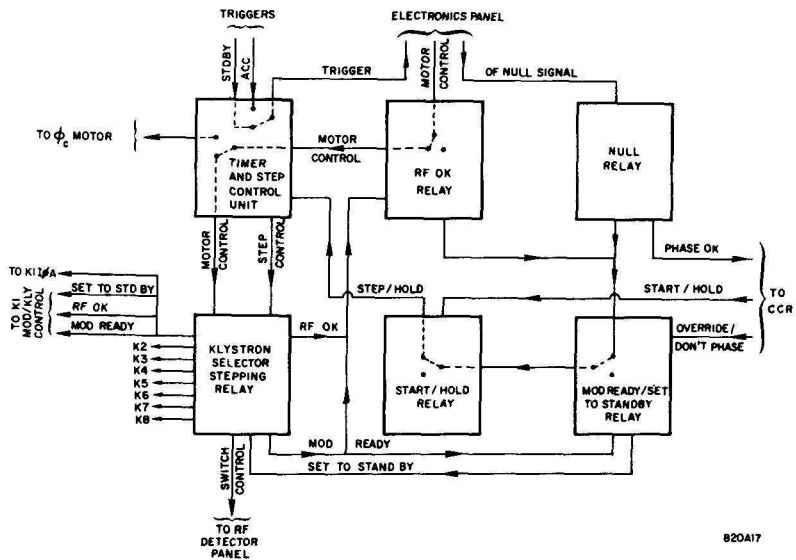 TRIGGERS
ELECTRONICS PANEL
STDBY
ACC
TRIGGER
MOTOR
CONTROL
OF NULL SIGNAL
TO ϕc MOTOR
TIMER
AND STEP
CONTROL
UNIT
MOTOR
CONTROL
RF OK
RELAY
NULL
RELAY
MOTOR
CONTROL
STEP
CONTROL
PHASE OK
TO
CCR
TO K1 IϕA
SET TO STD BY
RF OK
MOD READY
TO K1
MOD/KLY
CONTROL
STEP/HOLD
START / HOLD
OVERRIDE/
DON'T PHASE
K2
K3
K4
K5
K6
K7
K8
KLYSTRON
SELECTOR
STEPPING
RELAY
RF OK
START / HOLD
RELAY
MOD READY/SET
TO STANDBY
RELAY
MOD READY
SET TO STAND BY
SWITCH
CONTROL
TO RF
DETECTOR
PANEL
820A17